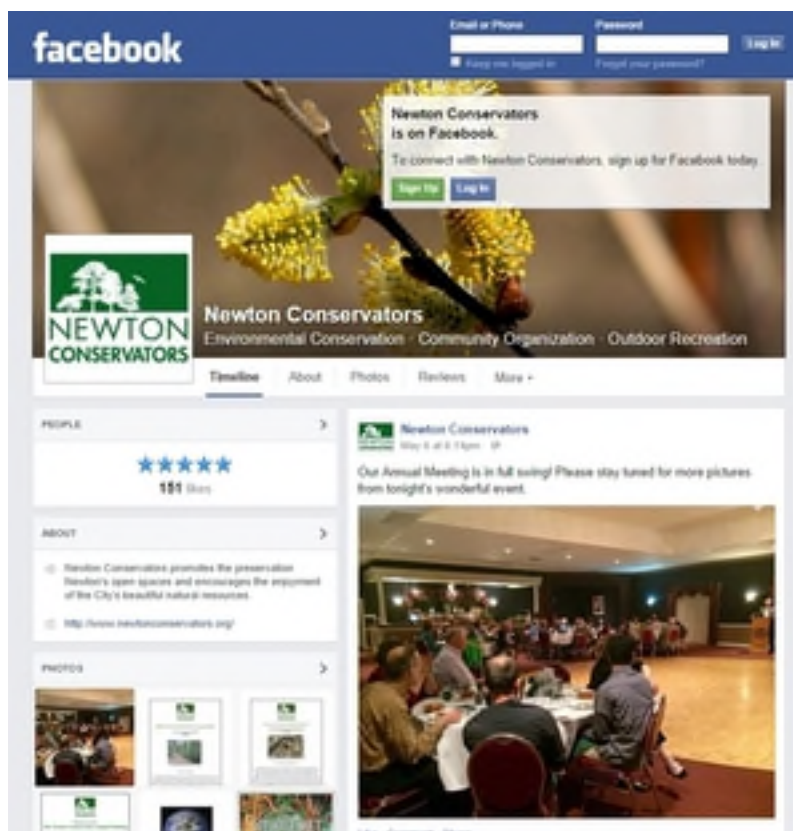 facebook
Email or Phone
Password
Log In
Keep me logged in
Forgot your password?
Newton Conservators
is on Facebook.
To connect with Newton Conservators, sign up for Facebook today.
Sign Up
Log In
NEWTON
CONSERVATORS
Newton Conservators
Environmental Conservation · Community Organization · Outdoor Recreation
Timeline
About
Photos
Reviews
More
PEOPLE
151 likes
ABOUT
Newton Conservators promotes the preservation
Newton's open spaces and encourages the enjoyment
of the City's beautiful natural resources.
http://www.newtonconservators.org/
PHOTOS
NEWTON
Newton Conservators
May 6 at
Our Annual Meeting is in full swing! Please stay tuned for more pictures
from tonight's wonderful event.